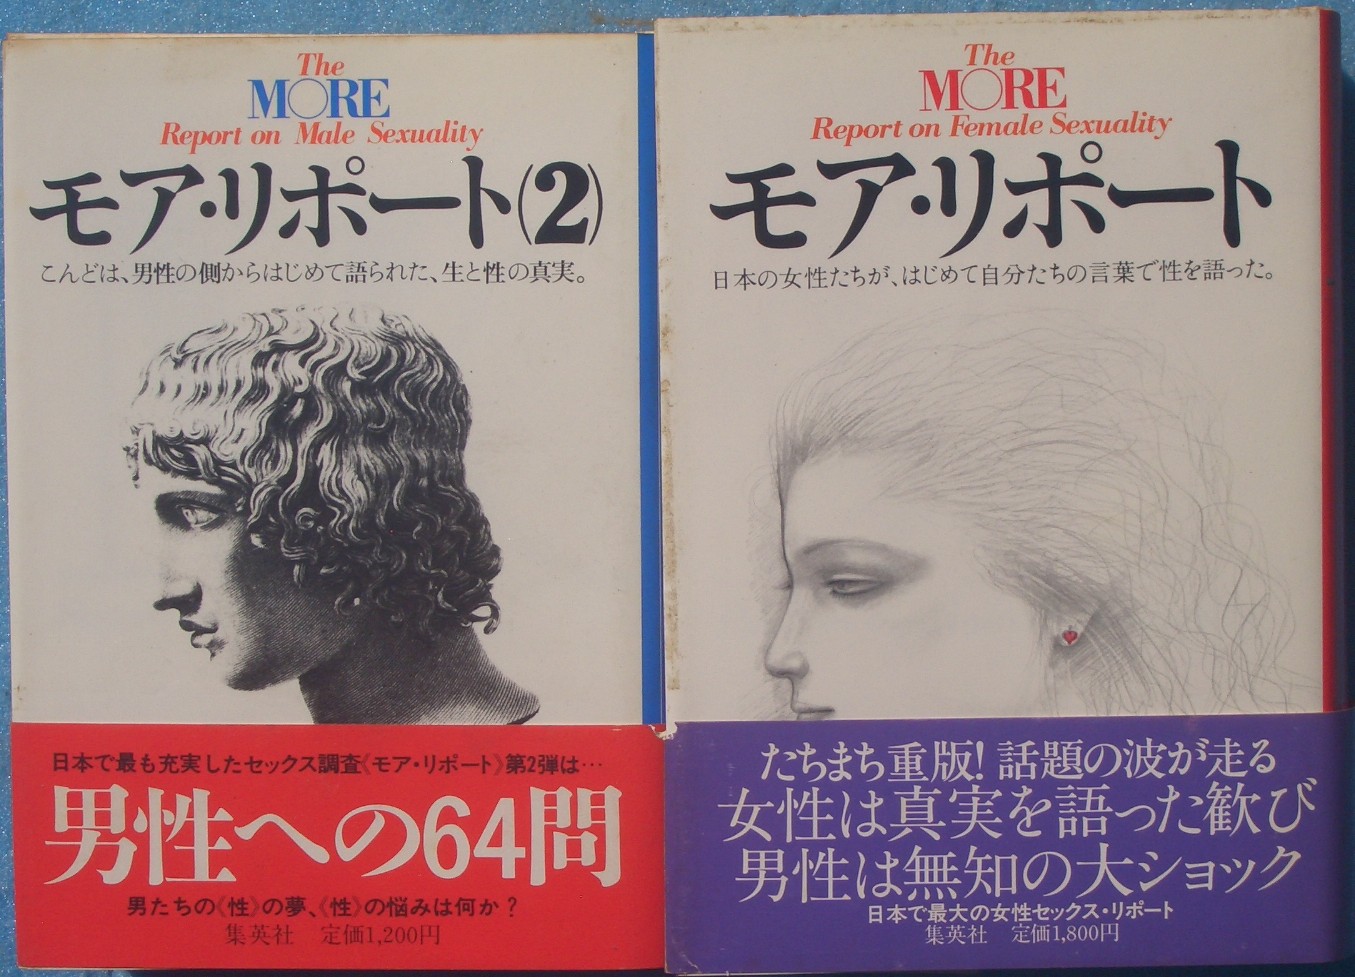 The
MORE
Report on Male Sexuality
モア・リポート(2)
こんどは、男性の側からはじめて語られた、生と性の真実。
日本で最も充実したセックス調査《モア・リポート》第2弾は…
男性への64問
男たちの《性》の夢、《性》の悩みは何か?
集英社 定価1,200円
The
MORE
Report on Female Sexuality
モア・リポート
日本の女性たちが、はじめて自分たちの言葉で性を語った。
たちまち重版!話題の波が走る
女性は真実を語った歓び
男性は無知の大ショック
日本で最大の女性セックス・リポート
集英社 定価1,800円